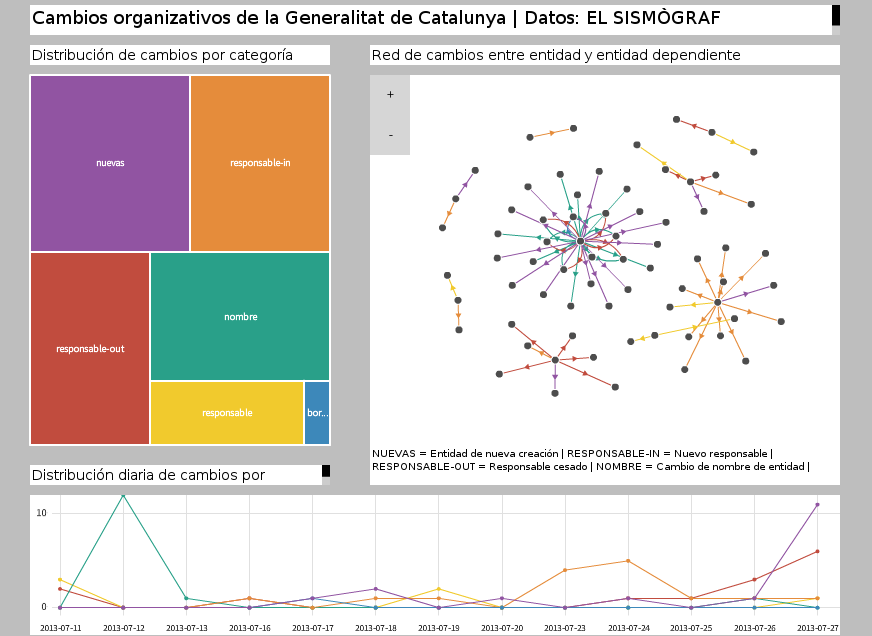 Cambios organizativos de la Generalitat de Catalunya | Datos: EL SISMÒGRAF
Distribución de cambios por categoría
Red de cambios entre entidad y entidad dependiente
+
-
nuevas
responsable-in
responsable-out
nombre
responsable
bor...
NUEVAS = Entidad de nueva creación | RESPONSABLE-IN = Nuevo responsable |
RESPONSABLE-OUT = Responsable cesado | NOMBRE = Cambio de nombre de entidad |
Distribución diaria de cambios por
10
0
2013-07-11 2013-07-12 2013-07-13 2013-07-16 2013-07-17 2013-07-18 2013-07-19 2013-07-20 2013-07-23 2013-07-24 2013-07-25 2013-07-26 2013-07-27